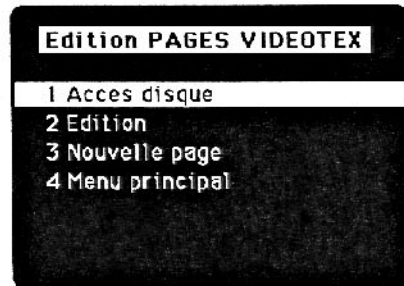 Edition PAGES VIDEOTEX
1 Acces disque
2 Edition
3 Nouvelle page
4 Menu principal